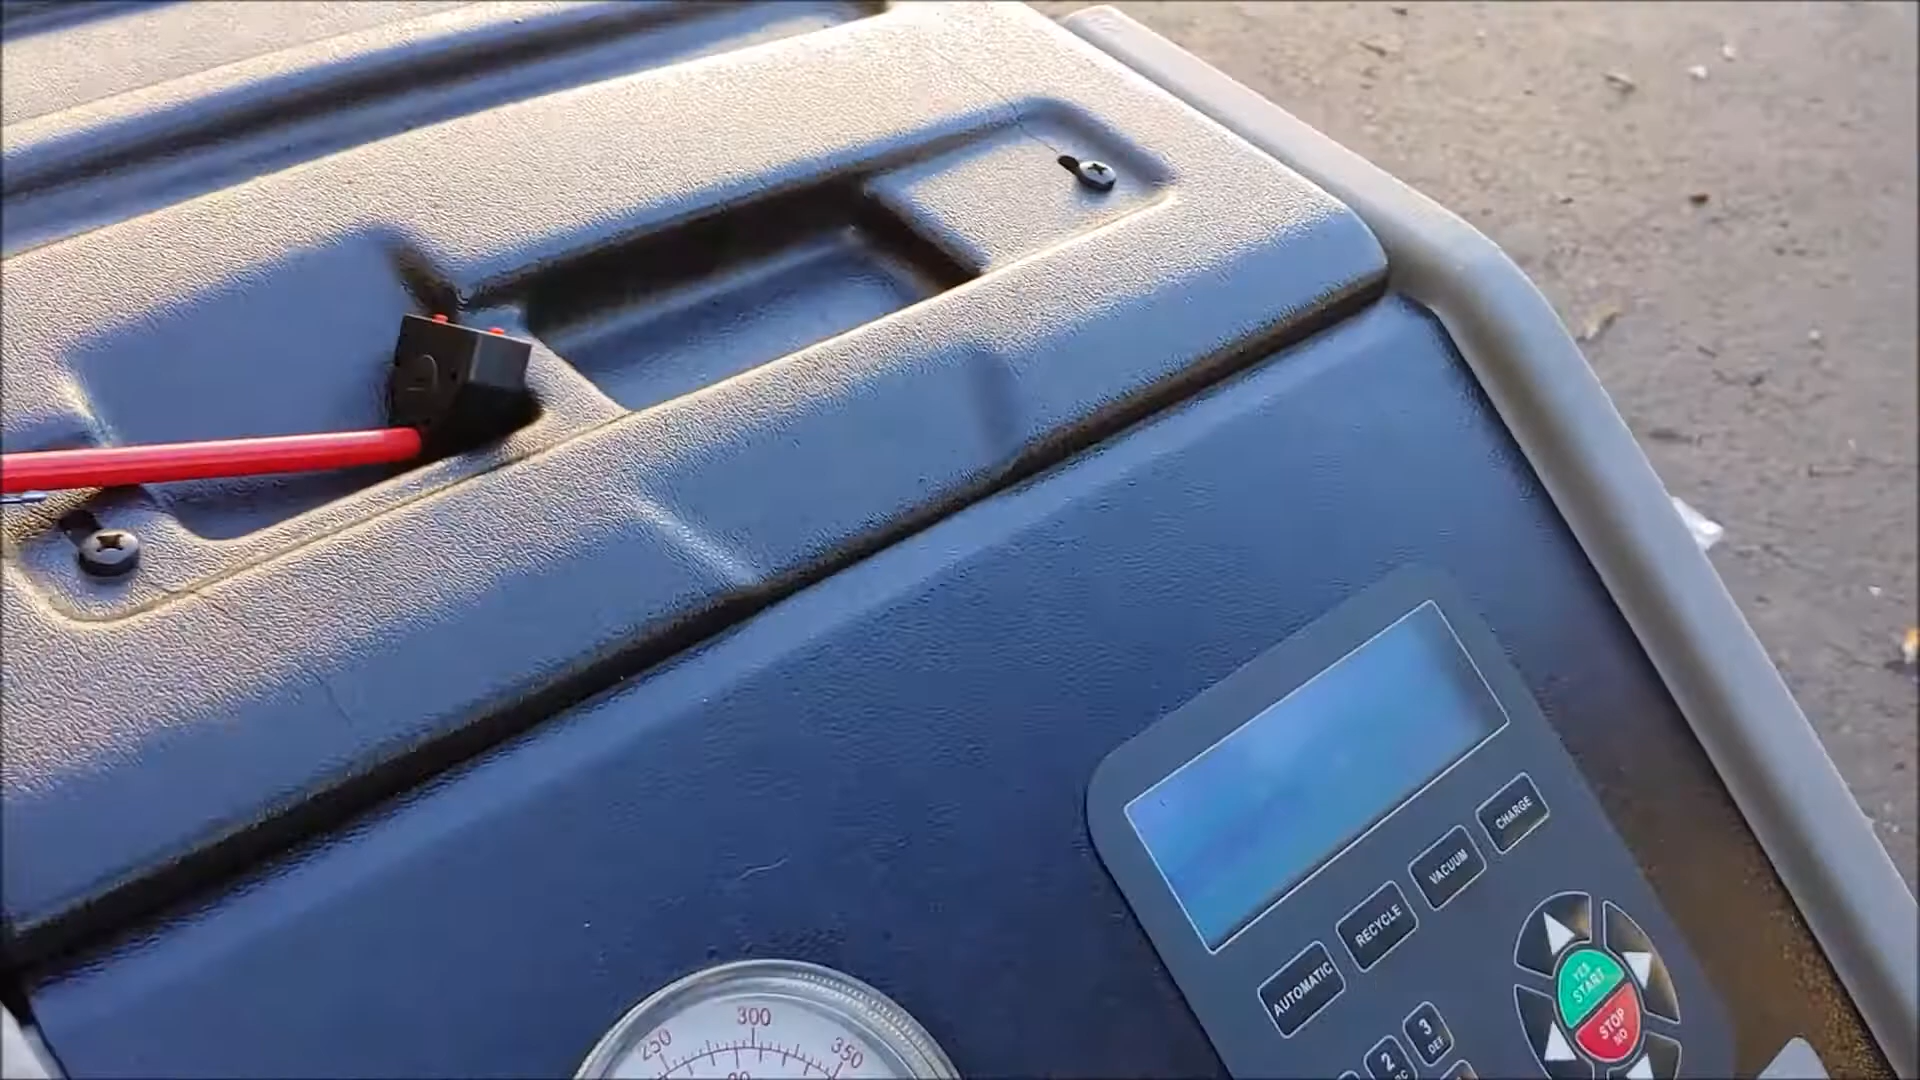 AUTOMATIC
RECYCLE
VACUUM
CHARGE
YES
START
STOP
NO
2
3
DEF
250
300
350